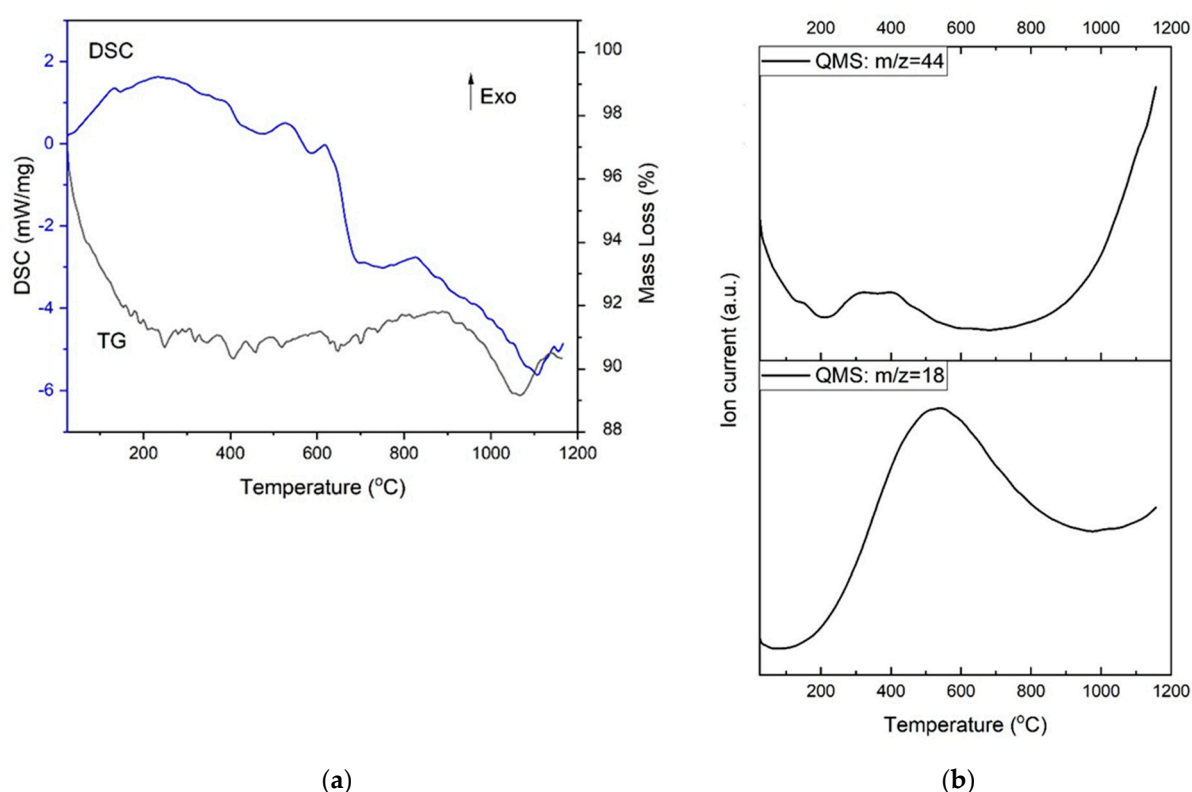 DSC
Exo
TG
2
0
-2
-4
-6
DSC (mW/mg)
100
98
96
94
92
90
88
Mass Loss (%)
200 400 600 800 1000 1200
Temperature (°C)
(a)
200 400 600 800 1000 1200
QMS: m/z=44
QMS: m/z=18
Ion current (a.u.)
200 400 600 800 1000 1200
Temperature (°C)
(b)